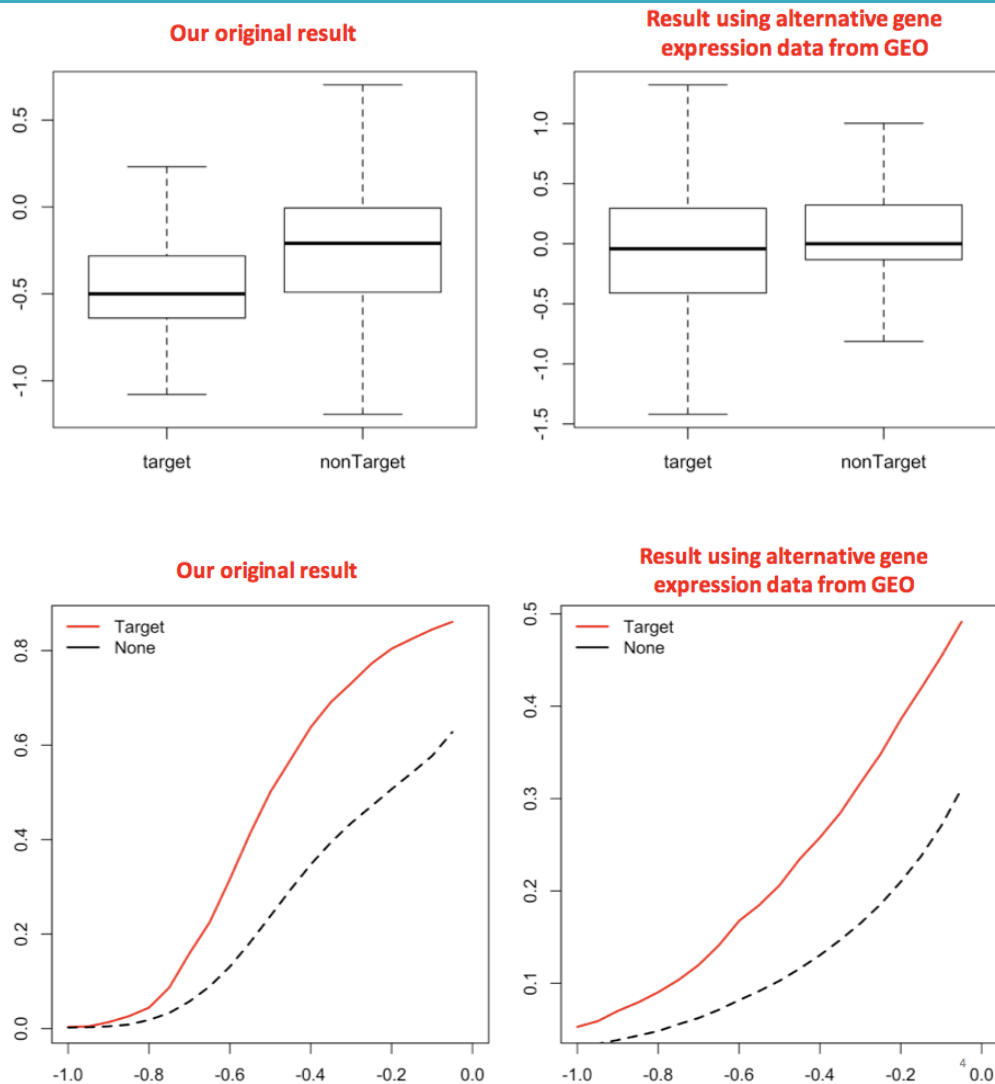 Our original result
Result using alternative gene
expression data from GEO
0.5
0.0
-0.5
-1.0
target
nonTarget
1.0
0.5
0.0
-0.5
-1.0
-1.5
target
nonTarget
Our original result
Result using alternative gene
expression data from GEO
Target
None
0.8
0.6
0.4
0.2
0.0
-1.0 -0.8 -0.6 -0.4 -0.2 0.0
Target
None
0.5
0.4
0.3
0.2
0.1
-1.0 -0.8 -0.6 -0.4 -0.2 0.0
4